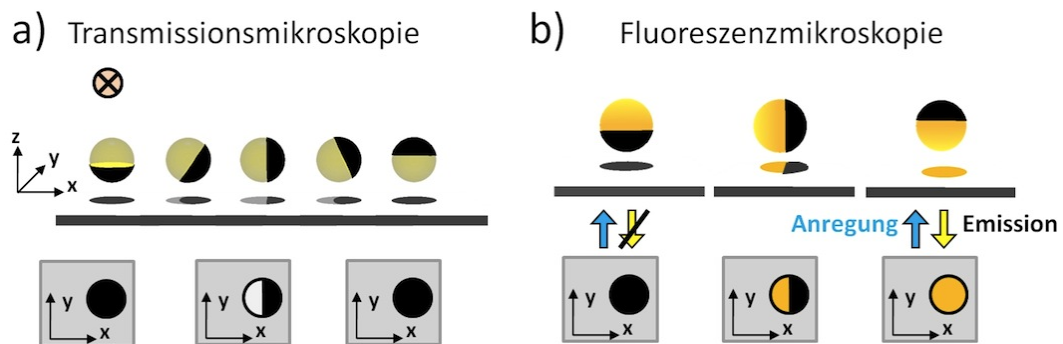 a) Transmissionsmikroskopie
z
y
x
y
x
y
x
y
x
b) Fluoreszenzmikroskopie
Anregung
Emission
y
x
y
x
y
x